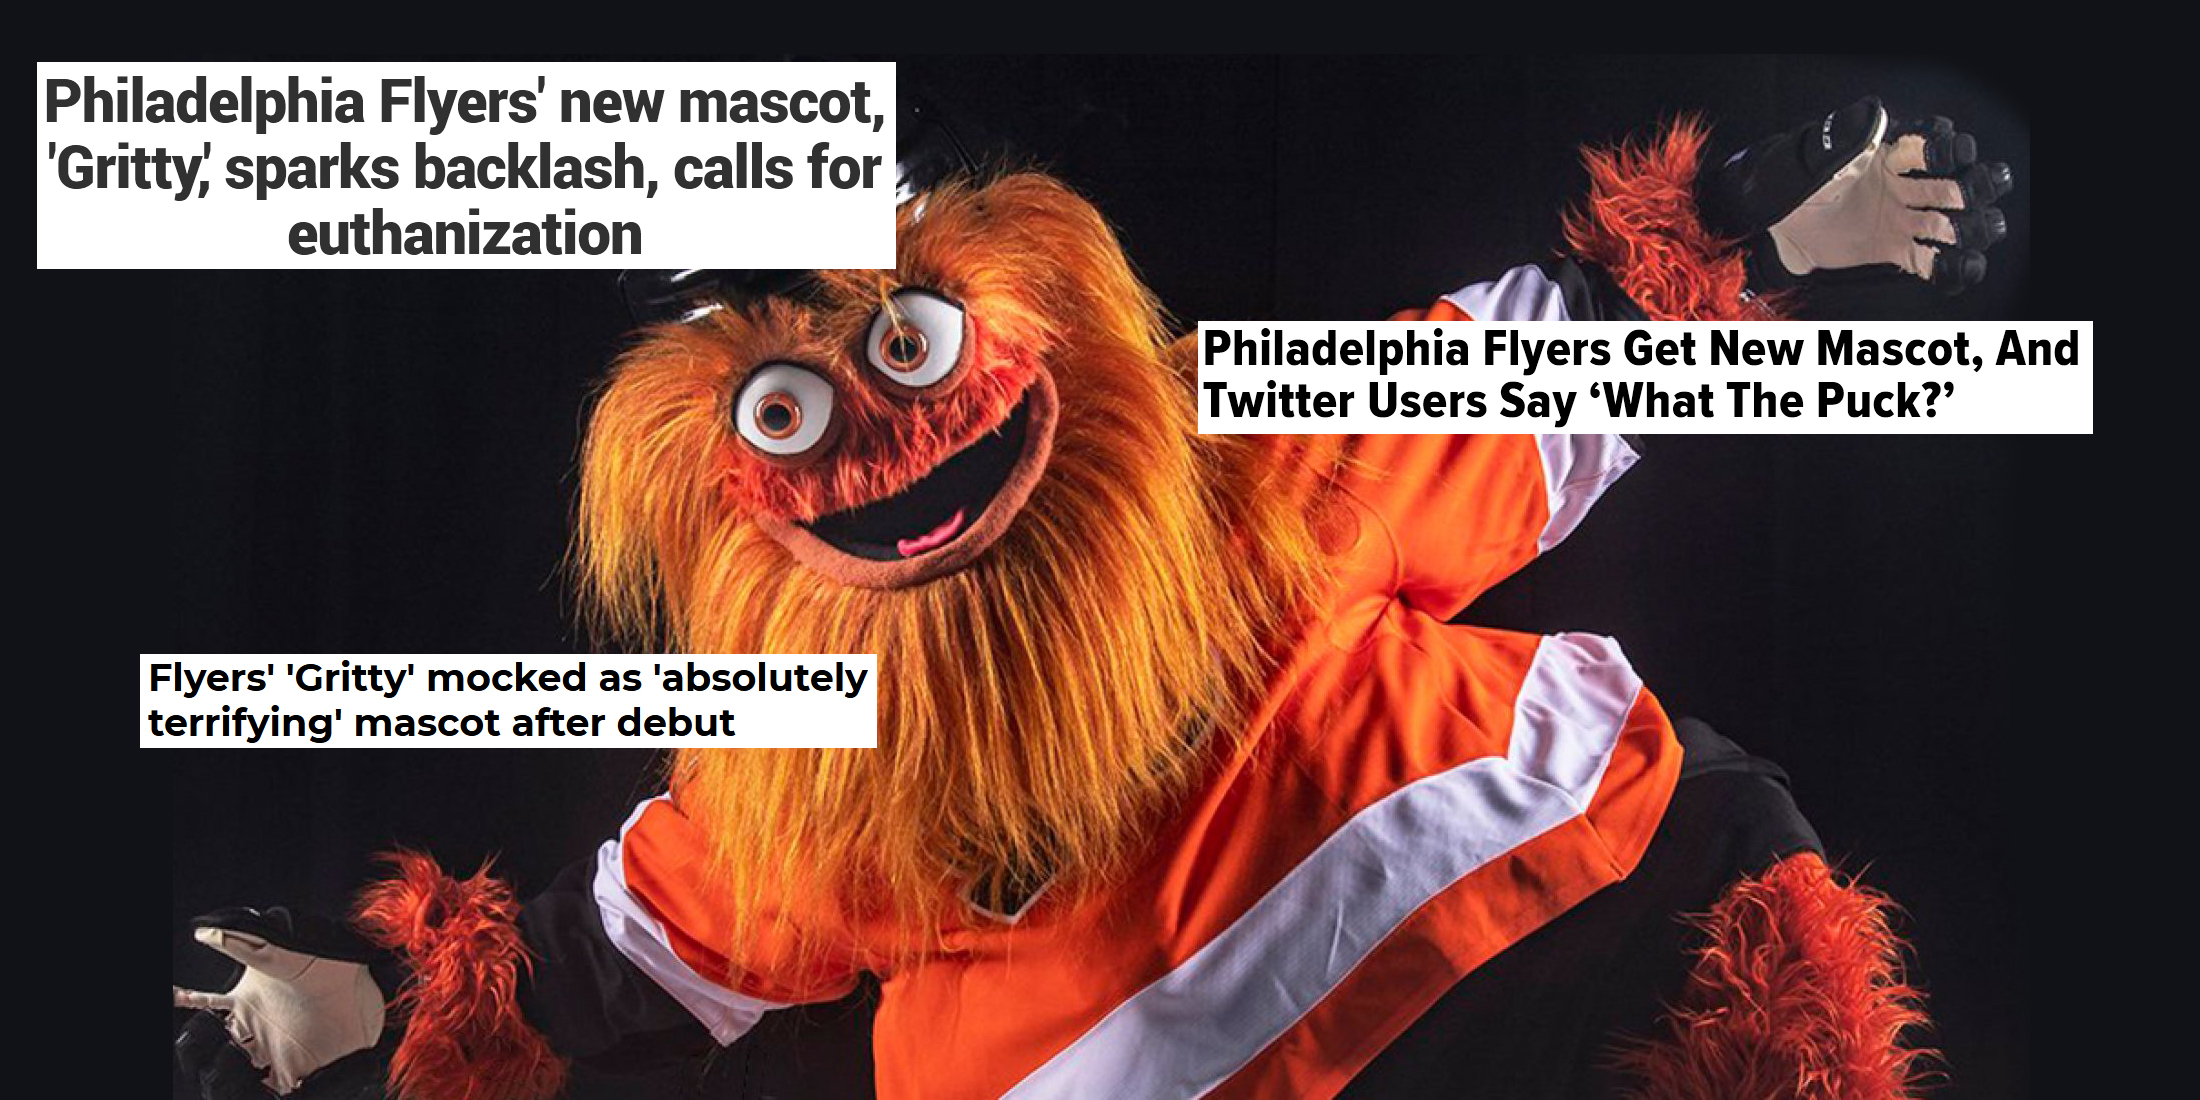 Philadelphia Flyers' new mascot,
'Gritty,' sparks backlash, calls for
euthanization
Philadelphia Flyers Get New Mascot, And
Twitter Users Say ‘What The Puck?’
Flyers' 'Gritty' mocked as 'absolutely
terrifying' mascot after debut